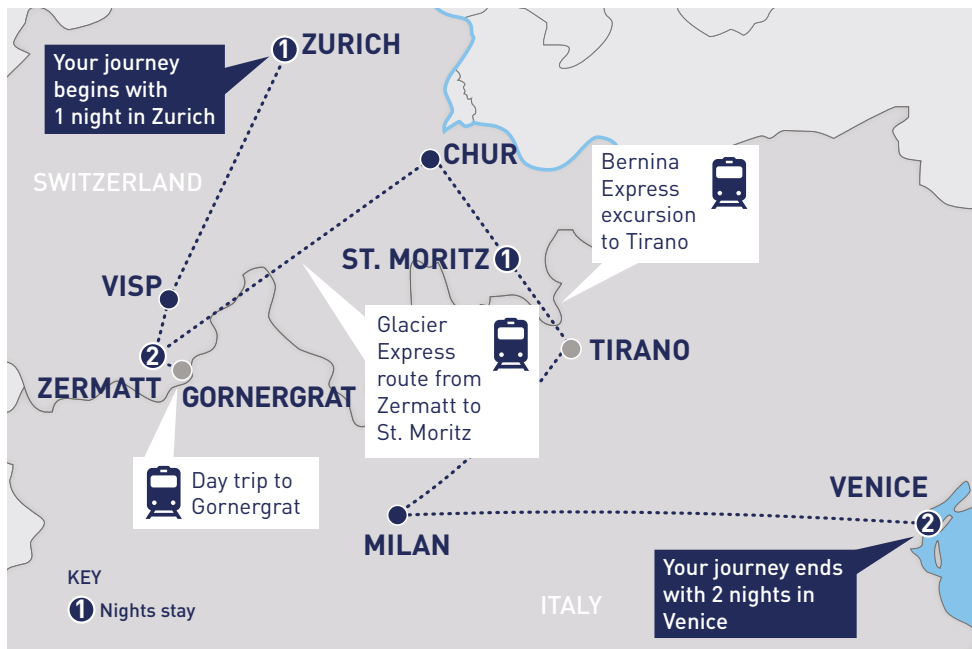 1 ZURICH
Your journey
begins with
1 night in Zurich
CHUR
SWITZERLAND
Bernina
Express
excursion
to Tirano
ST. MORITZ 1
VISP
Glacier
Express
route from
Zermatt to
St. Moritz
TIRANO
2
ZERMATT
GORNERGRAT
Day trip to
Gornergrat
VENICE
2
MILAN
Your journey ends
with 2 nights in
Venice
KEY
1 Nights stay
ITALY